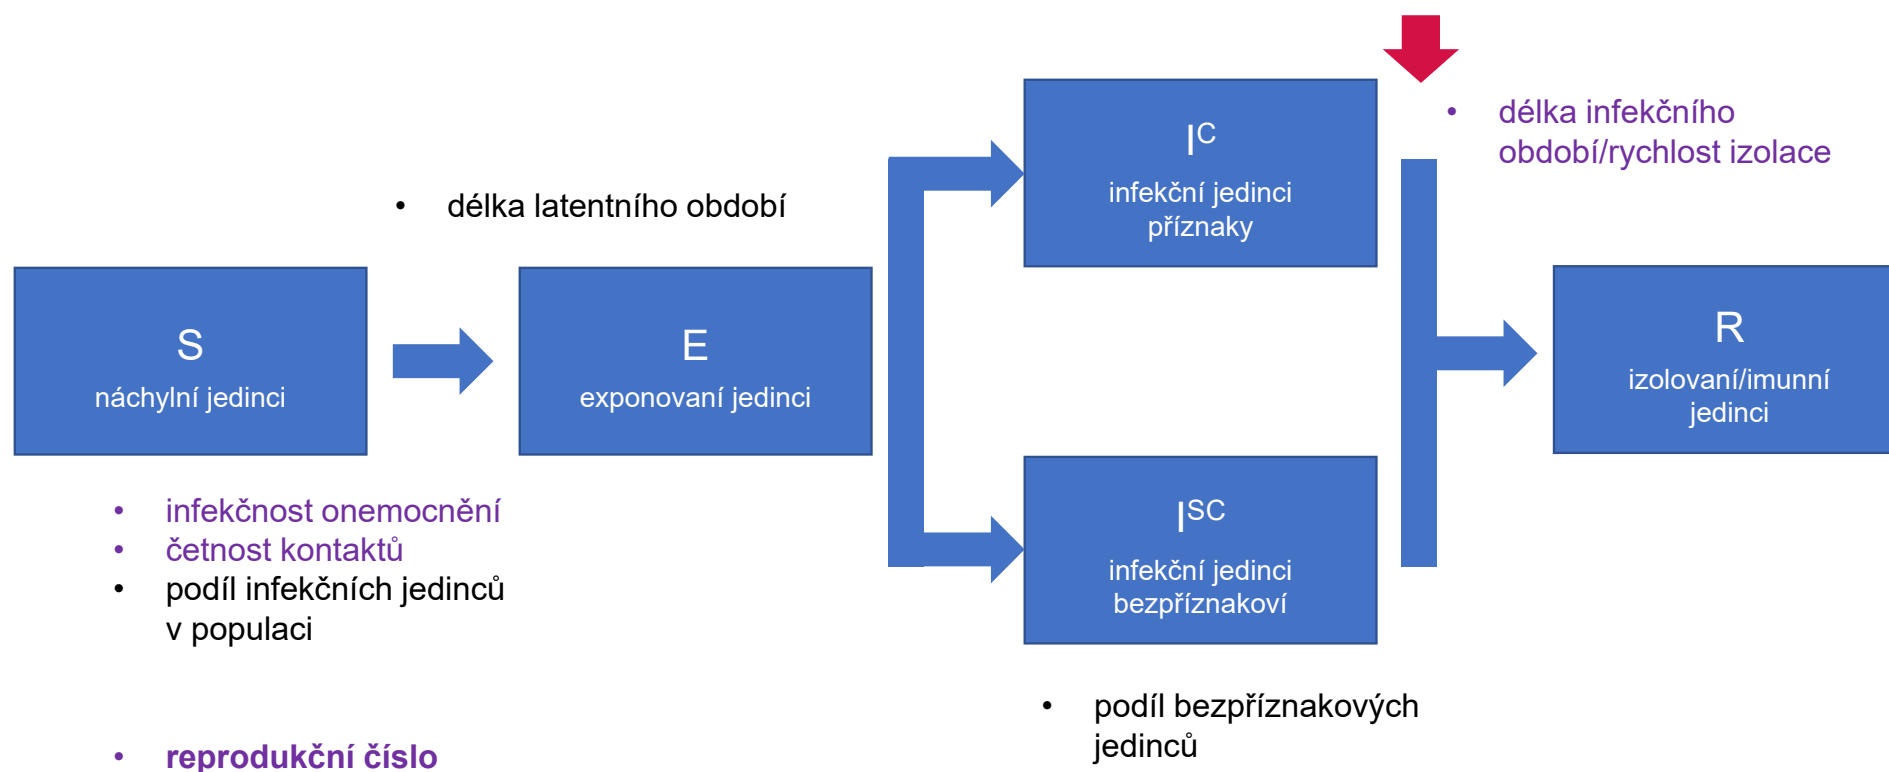 • délka infekčního
období/rychlost izolace
I^C
infekční jedinci
příznaky
• délka latentního období
S
náchylní jedinci
E
exponovaní jedinci
R
izolovaní/imunní
jedinci
I^SC
infekční jedinci
bezpříznakoví
• infekčnost onemocnění
• četnost kontaktů
• podíl infekčních jedinců
v populaci
• podíl bezpříznakových
jedinců
• reprodukční číslo